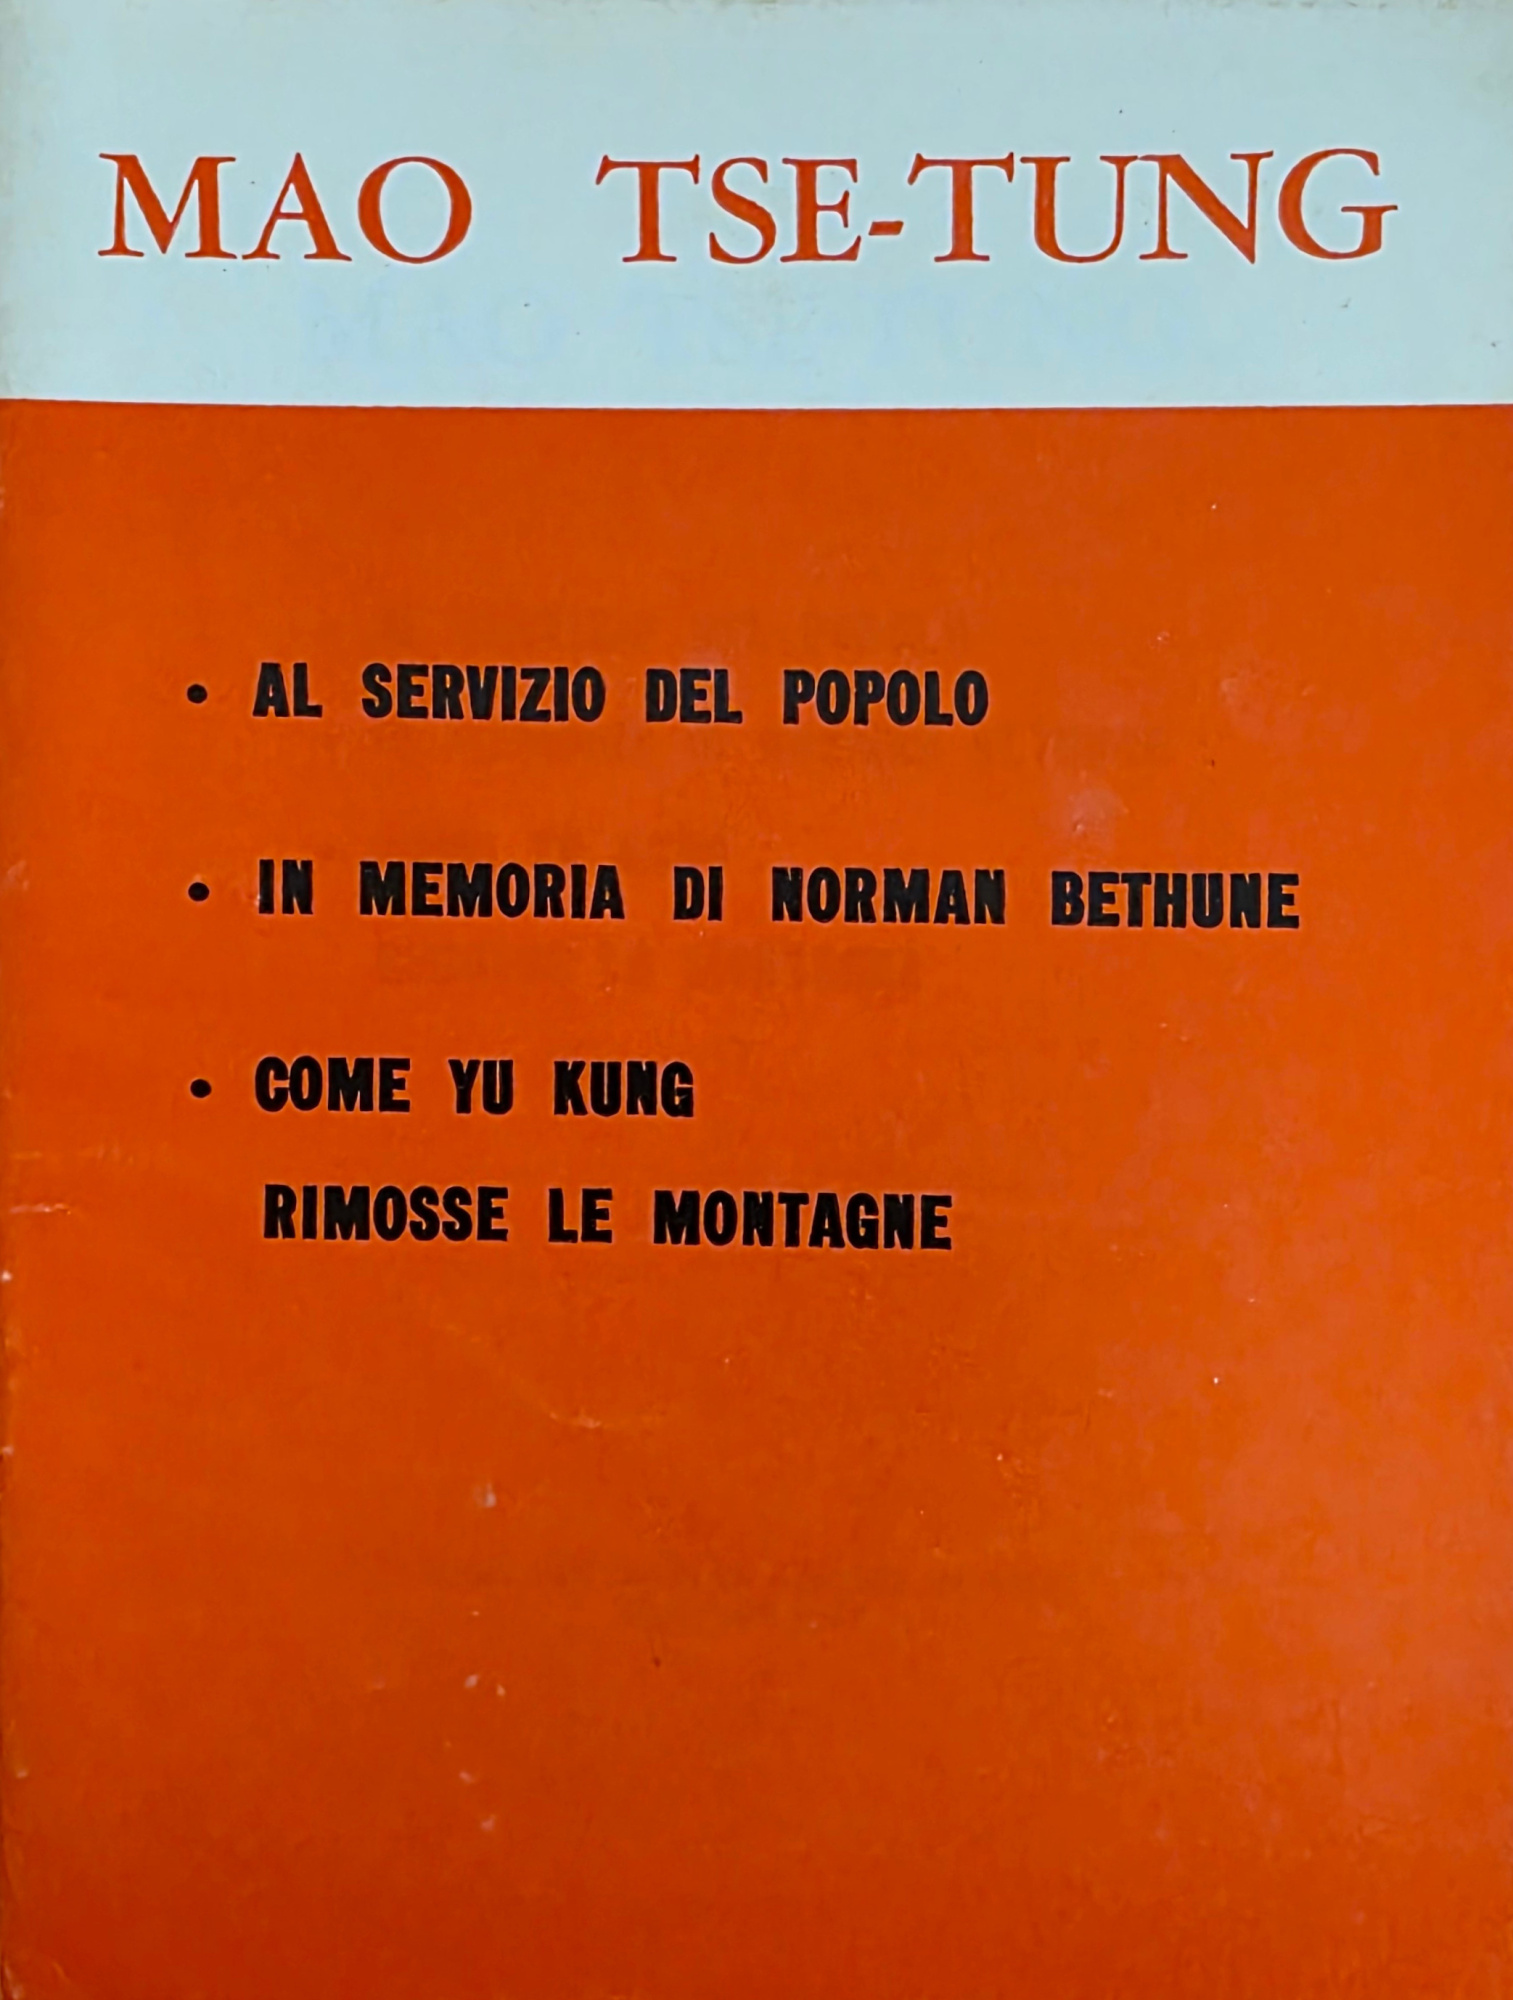 MAO TSE-TUNG
• AL SERVIZIO DEL POPOLO
• IN MEMORIA DI NORMAN BETHUNE
• COME YU KUNG
RIMOSSE LE MONTAGNE